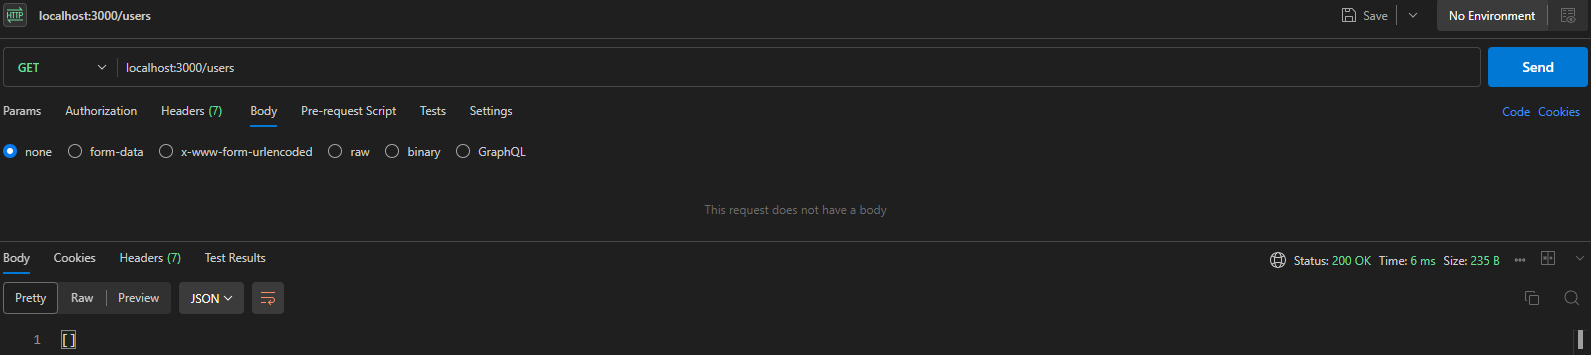 HTTP localhost:3000/users Save No Environment
GET localhost:3000/users Send
Params Authorization Headers (7) Body Pre-request Script Tests Settings Code Cookies
none form-data x-www-form-urlencoded raw binary GraphQL
This request does not have a body
Body Cookies Headers (7) Test Results Status: 200 OK Time: 6 ms Size: 235 B
Pretty Raw Preview JSON
1 []